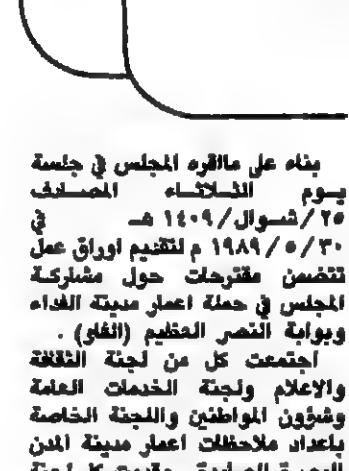 بناء على مااقره المجلس في جلسة
يوم الثلاثاء المصادف
٢٥/شوال/١٤٠٩ هـ في
٣٠/٥/١٩٨٩ م لتقديم اوراق عمل
تتضمن مقترحات حول مشاركة
المجلس في حملة اعمار مدينة الفداء
وبوابة النصر العظيم (الفاو) .
اجتمعت كل من لجنة الثقافة
والاعلام ولجنة الخدمات العامة
وشؤون المواطنين واللجنة الخاصة
باعداد ملاحظات اعمار مدينة المدن